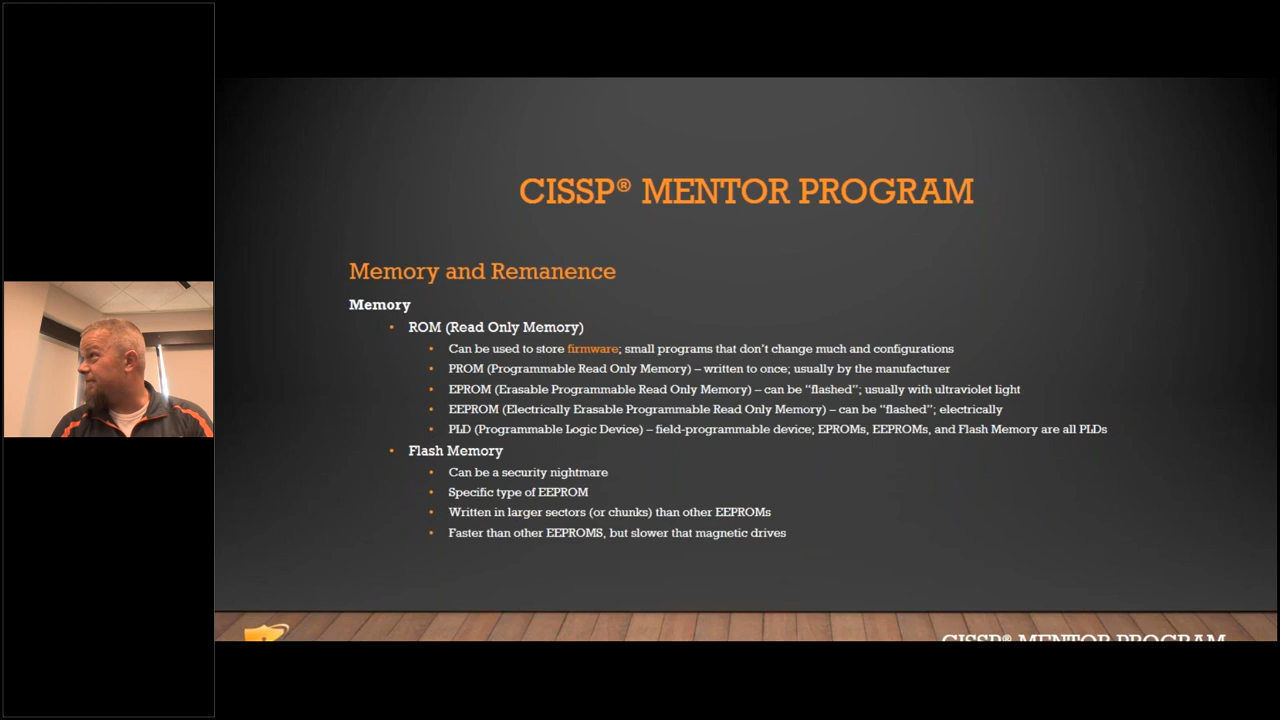 CISSP® MENTOR PROGRAM
Memory and Remanence
Memory
• ROM (Read Only Memory)
• Can be used to store firmware; small programs that don't change much and configurations
• PROM (Programmable Read Only Memory) – written to once; usually by the manufacturer
• EPROM (Erasable Programmable Read Only Memory) – can be "flashed"; usually with ultraviolet light
• EEPROM (Electrically Erasable Programmable Read Only Memory) – can be "flashed"; electrically
• PLD (Programmable Logic Device) – field-programmable device; EPROMs, EEPROMs, and Flash Memory are all PLDs
• Flash Memory
• Can be a security nightmare
• Specific type of EEPROM
• Written in larger sectors (or chunks) than other EEPROMs
• Faster than other EEPROMS, but slower that magnetic drives
CISSP® MENTOR PROGRAM